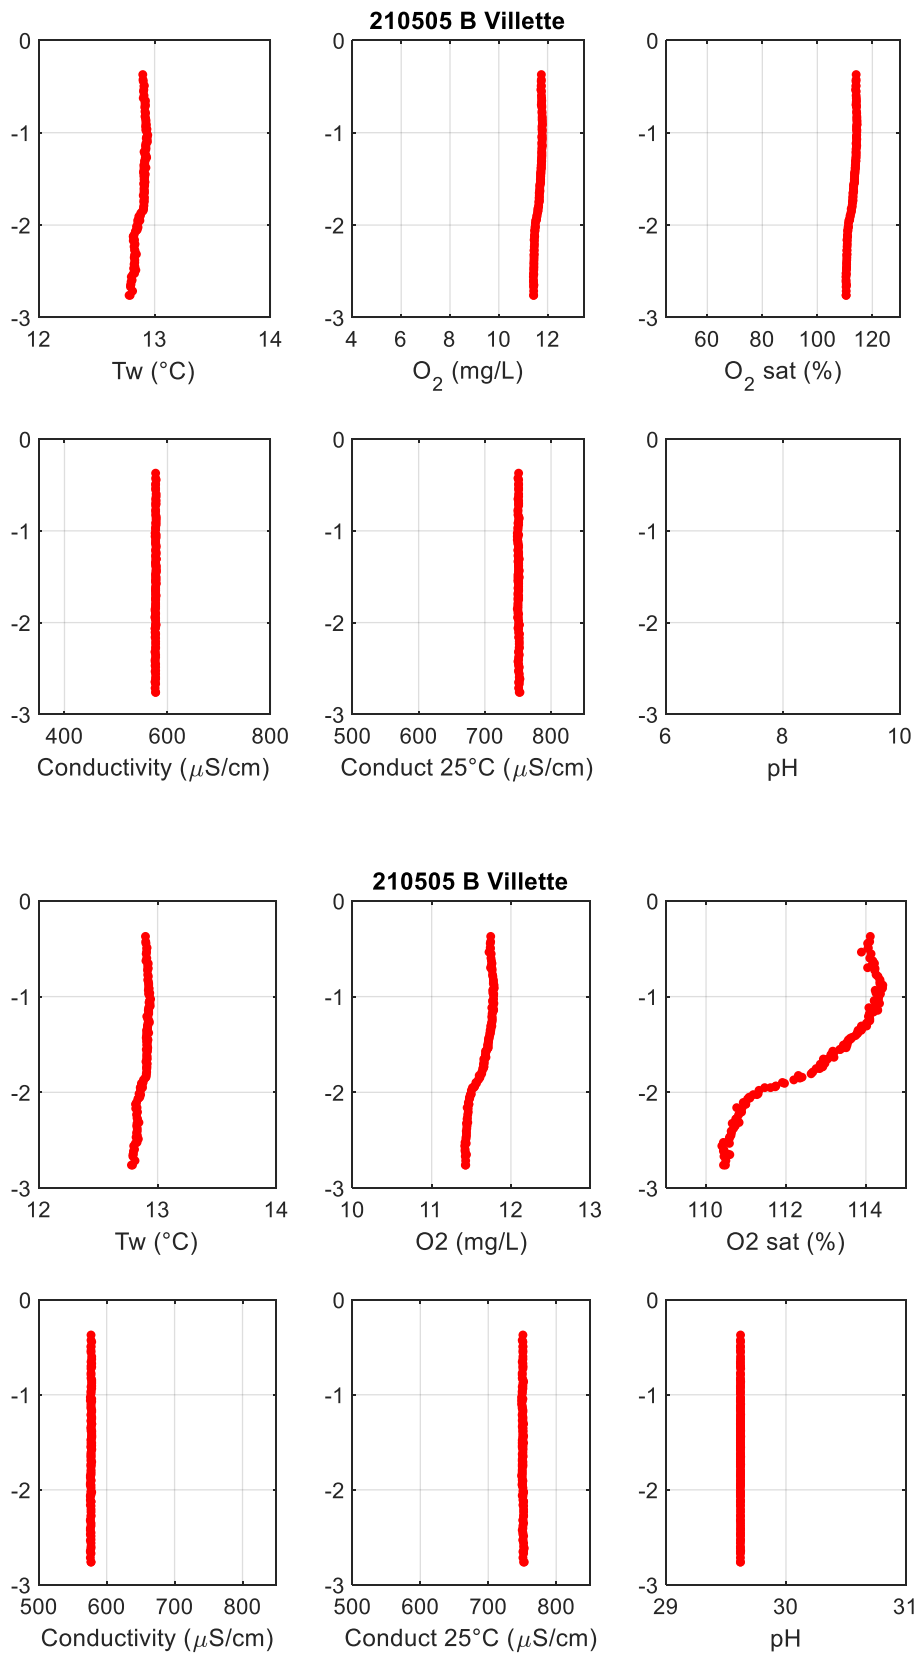 210505 B Villette
0 0 0
-1 -1 -1
-2 -2 -2
-3 -3 -3
12 13 14 4 6 8 10 12 60 80 100 120
Tw (°C) O2 (mg/L) O2 sat (%)
0 0 0
-1 -1 -1
-2 -2 -2
-3 -3 -3
400 600 800 500 600 700 800 6 8 10
Conductivity (μS/cm) Conduct 25°C (μS/cm) pH
210505 B Villette
0 0 0
-1 -1 -1
-2 -2 -2
-3 -3 -3
12 13 14 10 11 12 13 110 112 114
Tw (°C) O2 (mg/L) O2 sat (%)
0 0 0
-1 -1 -1
-2 -2 -2
-3 -3 -3
500 600 700 800 500 600 700 800 29 30 31
Conductivity (μS/cm) Conduct 25°C (μS/cm) pH